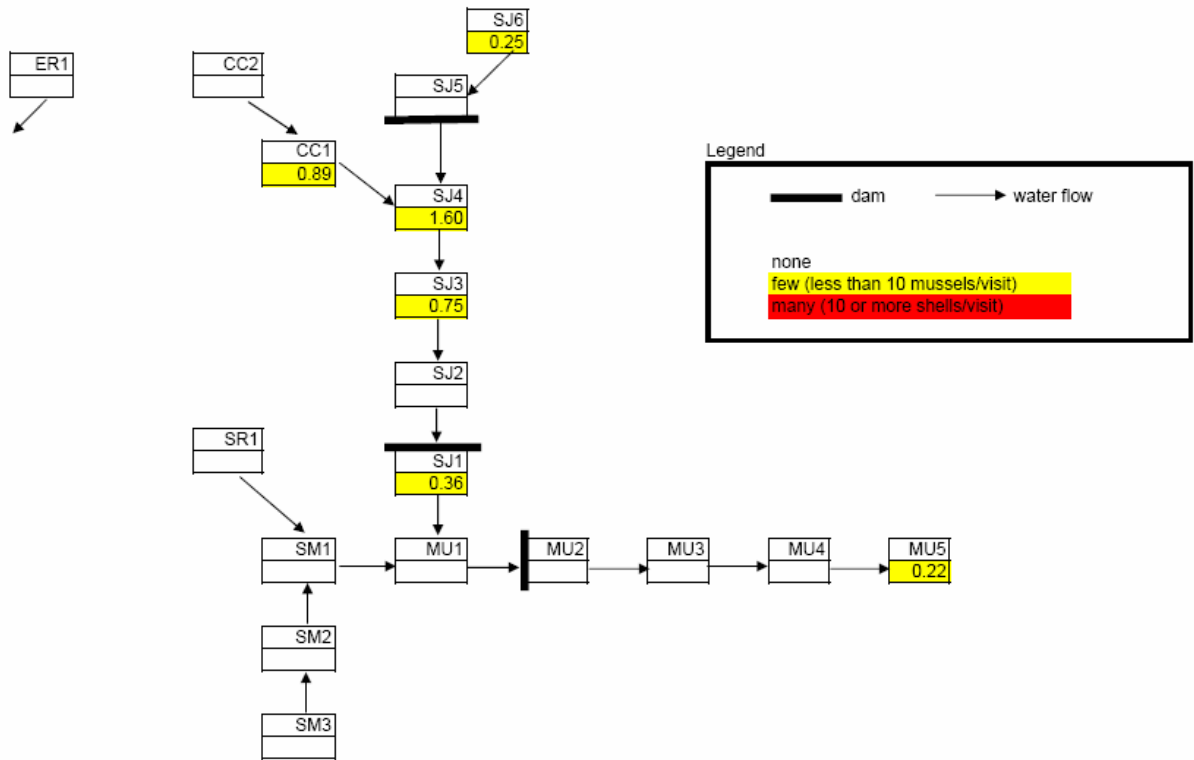 SJ6
0.25
ER1
CC2
SJ5
CC1
0.89
Legend
dam
water flow
SJ4
1.60
none
few (less than 10 mussels/visit)
many (10 or more shells/visit)
SJ3
0.75
SJ2
SR1
SJ1
0.36
SM1
MU1
MU2
MU3
MU4
MU5
0.22
SM2
SM3